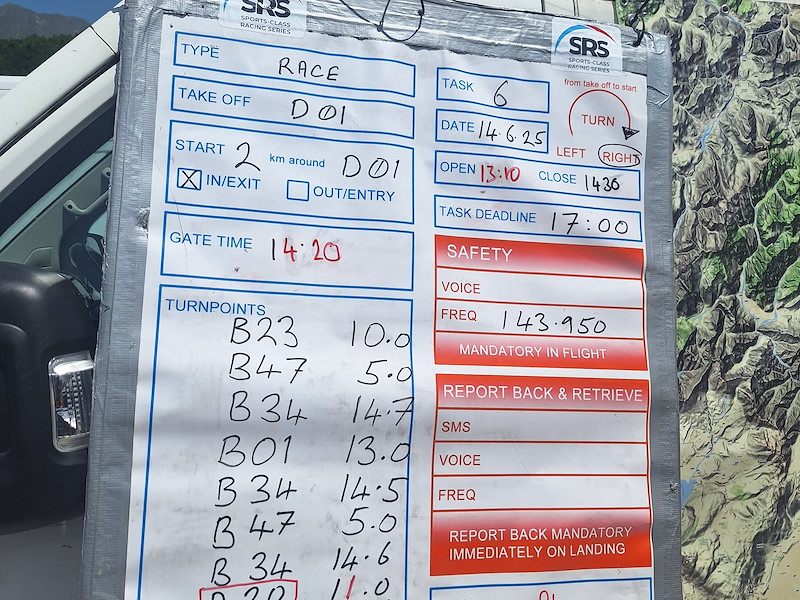 SRS
SPORTS-CLASS
RACING SERIES
TYPE RACE
TAKE OFF D01
START 2 km around D01
IN/EXIT OUT/ENTRY
GATE TIME 14:20
TURNPOINTS
B23 10.0
B47 5.0
B34 14.7
B01 13.0
B34 14.5
B47 5.0
B34 14.6
11.0
SRS
SPORTS-CLASS
RACING SERIES
TASK 6
DATE 14.6.25
from take off to start
TURN
LEFT RIGHT
OPEN 13:10 CLOSE 1430
TASK DEADLINE 17:00
SAFETY
VOICE
FREQ 143.950
MANDATORY IN FLIGHT
REPORT BACK & RETRIEVE
SMS
VOICE
FREQ
REPORT BACK MANDATORY
IMMEDIATELY ON LANDING